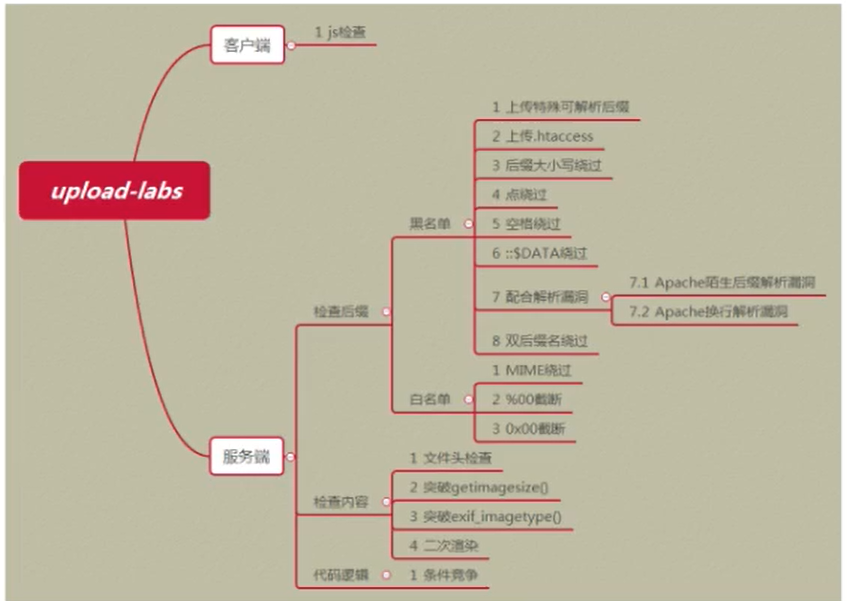 upload-labs
客户端
1 js检查
服务端
检查后缀
黑名单
1 上传特殊可解析后缀
2 上传.htaccess
3 后缀大小写绕过
4 点绕过
5 空格绕过
6 ::$DATA绕过
7 配合解析漏洞
7.1 Apache陌生后缀解析漏洞
7.2 Apache换行解析漏洞
8 双后缀名绕过
白名单
1 MIME绕过
2 %00截断
3 0x00截断
检查内容
1 文件头检查
2 突破getimagesize()
3 突破exif_imagetype()
4 二次渲染
代码逻辑
1 条件竞争